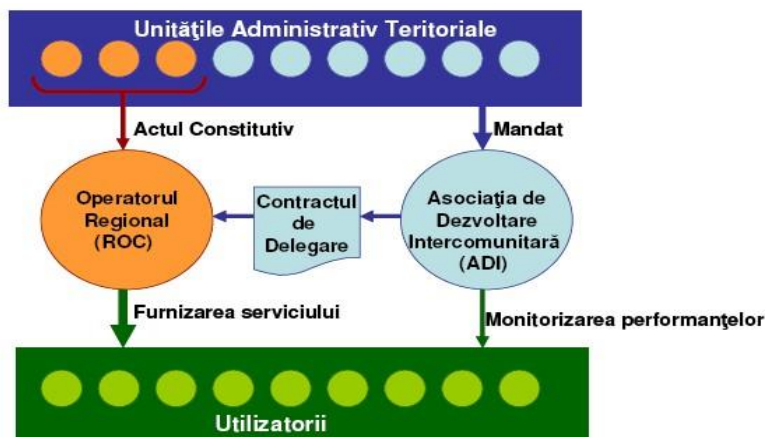 Unităţile Administrativ Teritoriale
Actul Constitutiv
Mandat
Operatorul
Regional
(ROC)
Contractul
de
Delegare
Asociaţia de
Dezvoltare
Intercomunitară
(ADI)
Furnizarea serviciului
Monitorizarea performanţelor
Utilizatorii